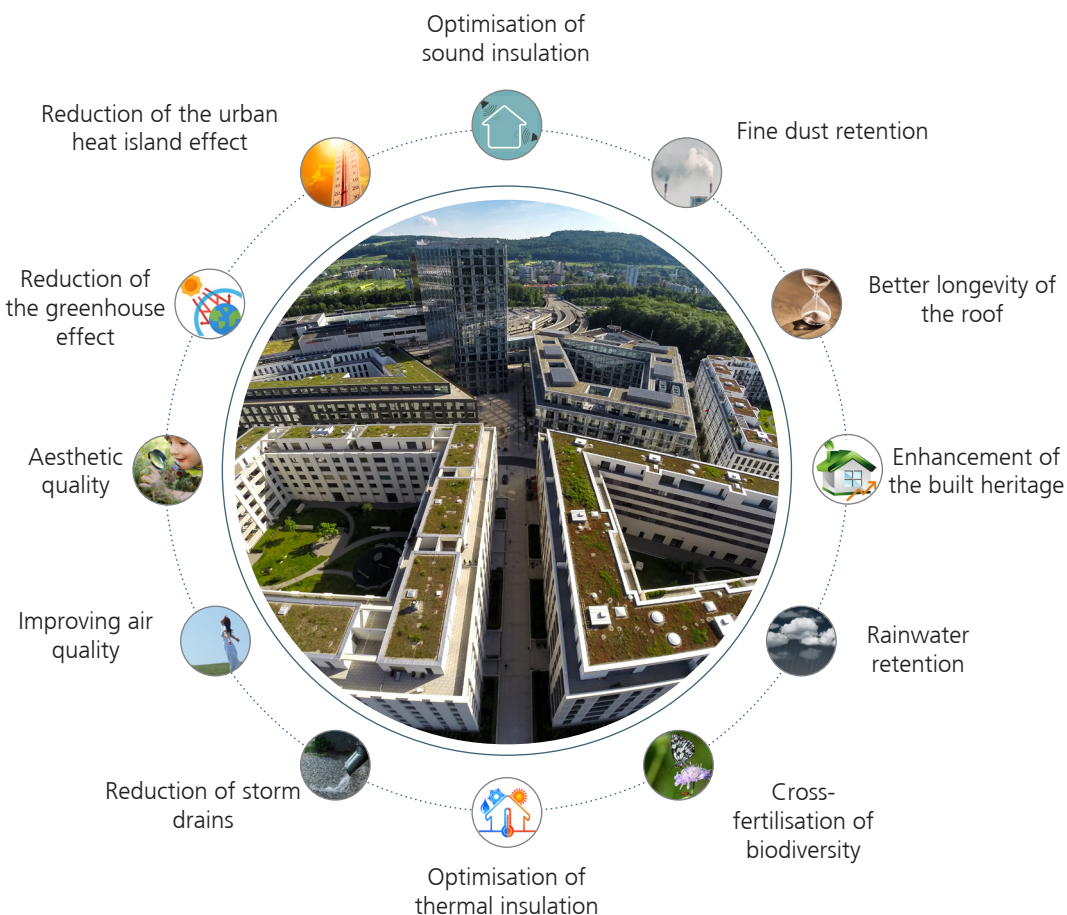 Optimisation of
sound insulation
Fine dust retention
Better longevity of
the roof
Enhancement of
the built heritage
Rainwater
retention
Cross-
fertilisation of
biodiversity
Optimisation of
thermal insulation
Reduction of storm
drains
Improving air
quality
Aesthetic
quality
Reduction of
the greenhouse
effect
Reduction of the urban
heat island effect